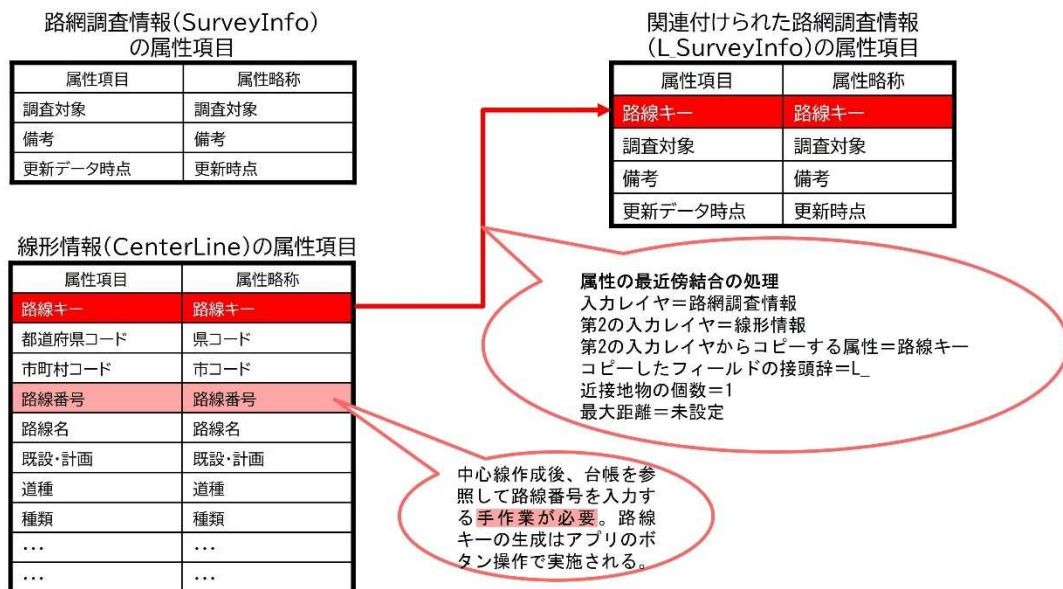 路網調査情報(SurveyInfo)
の属性項目
属性項目 属性略称
調査対象 調査対象
備考 備考
更新データ時点 更新時点
関連付けられた路網調査情報
(L_SurveyInfo)の属性項目
属性項目 属性略称
路線キー 路線キー
調査対象 調査対象
備考 備考
更新データ時点 更新時点
線形情報(CenterLine)の属性項目
属性項目 属性略称
路線キー 路線キー
都道府県コード 県コード
市町村コード 市コード
路線番号 路線番号
路線名 路線名
既設・計画 既設・計画
道種 道種
種類 種類
… …
… …
属性の最近傍結合の処理
入力レイヤ＝路網調査情報
第2の入力レイヤ＝線形情報
第2の入力レイヤからコピーする属性＝路線キー
コピーしたフィールドの接頭辞＝L_
近接地物の個数＝1
最大距離＝未設定
中心線作成後、台帳を参
照して路線番号を入力す
る手作業が必要。路線
キーの生成はアプリのボ
タン操作で実施される。